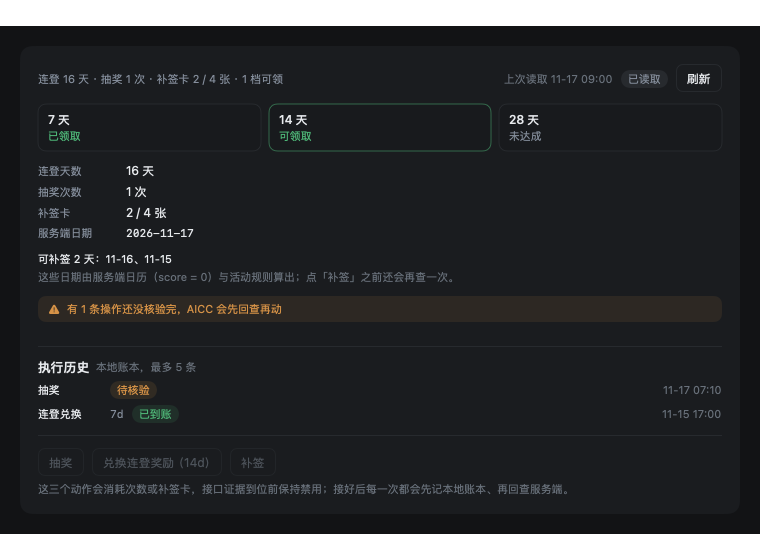 连登 16 天 · 抽奖 1 次 · 补签卡 2 / 4 张 · 1 档可领
上次读取 11-17 09:00 已读取 刷新
7 天
已领取
14 天
可领取
28 天
未达成
连登天数 16 天
抽奖次数 1 次
补签卡 2 / 4 张
服务端日期 2026-11-17
可补签 2 天：11-16、11-15
这些日期由服务端日历（score = 0）与活动规则算出；点「补签」之前还会再查一次。
有 1 条操作还没核验完，AICC 会先回查再动
执行历史 本地账本，最多 5 条
抽奖 待核验 11-17 07:10
连登兑换 7d 已到账 11-15 17:00
抽奖 兑换连登奖励（14d） 补签
这三个动作会消耗次数或补签卡，接口证据到位前保持禁用；接好后每一次都会先记本地账本、再回查服务端。